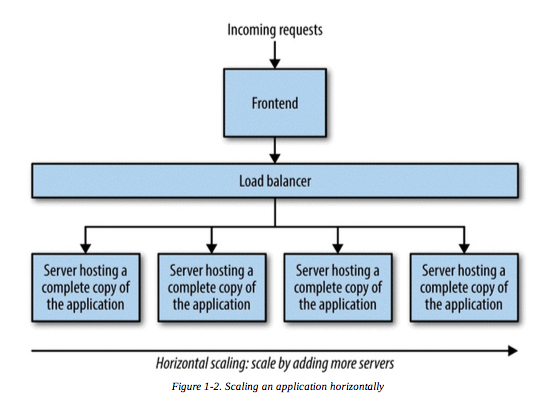 Incoming requests
Frontend
Load balancer
Server hosting a
complete copy of
the application
Server hosting a
complete copy of
the application
Server hosting a
complete copy of
the application
Server hosting a
complete copy of
the application
Horizontal scaling: scale by adding more servers
Figure 1-2. Scaling an application horizontally